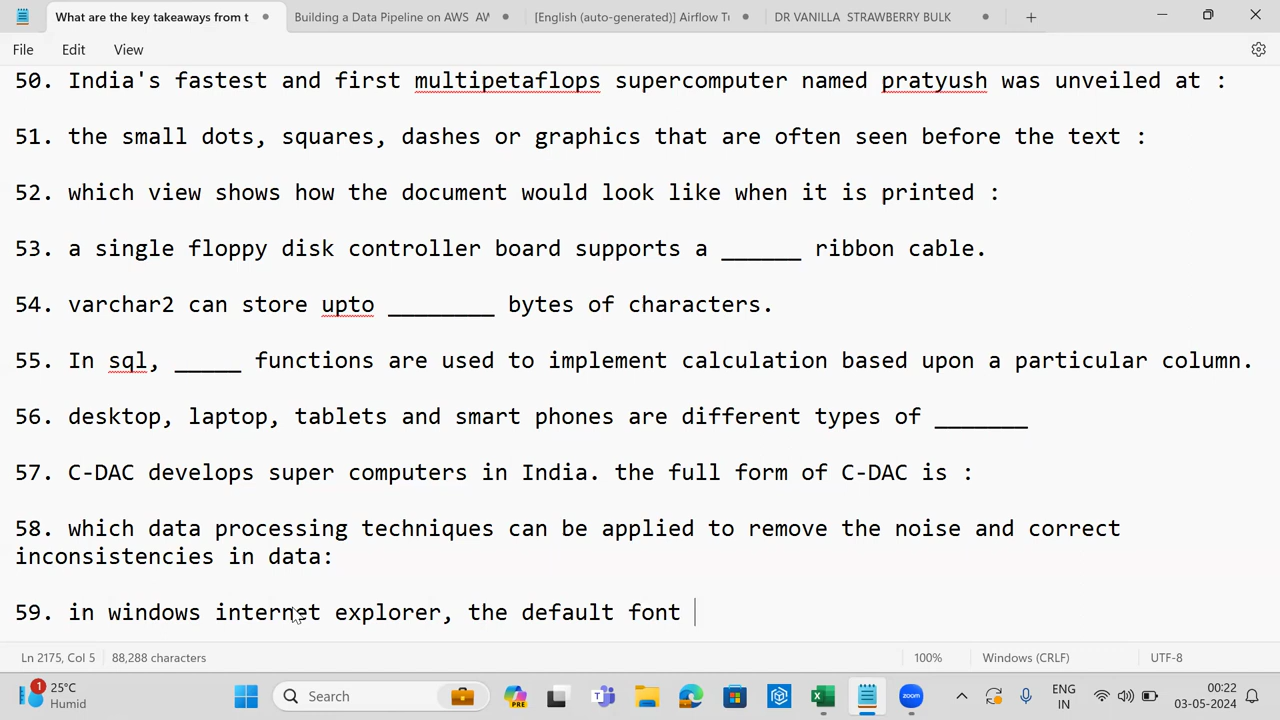 What are the key takeaways from t
Building a Data Pipeline on AWS AW
[English (auto-generated)] Airflow Tu
DR VANILLA STRAWBERRY BULK
File Edit View
50. India's fastest and first multipetaflops supercomputer named pratyush was unveiled at :
51. the small dots, squares, dashes or graphics that are often seen before the text :
52. which view shows how the document would look like when it is printed :
53. a single floppy disk controller board supports a ______ ribbon cable.
54. varchar2 can store upto ________ bytes of characters.
55. In sql, _____ functions are used to implement calculation based upon a particular column.
56. desktop, laptop, tablets and smart phones are different types of _______
57. C-DAC develops super computers in India. the full form of C-DAC is :
58. which data processing techniques can be applied to remove the noise and correct
inconsistencies in data:
59. in windows internet explorer, the default font
Ln 2175, Col 5 88,288 characters 100% Windows (CRLF) UTF-8
1 25°C
Humid
Search
PRE
zoom
ENG
IN
00:22
03-05-2024